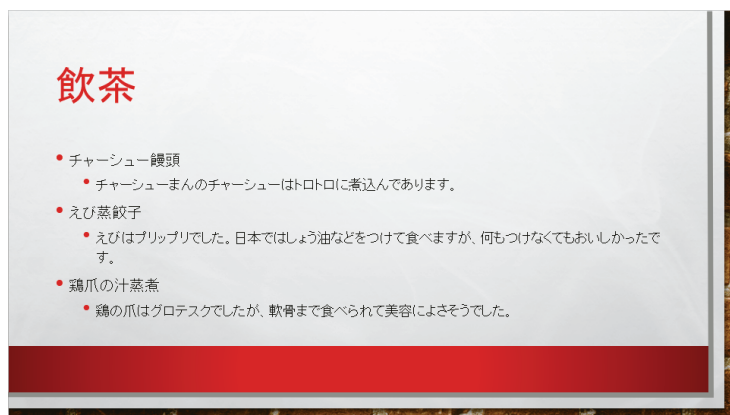 飲茶
• チャーシュー饅頭
• チャーシューまんのチャーシューはトロトロに煮込んであります。
• えび蒸餃子
• えびはプリップリでした。日本ではしょう油などをつけて食べますが、何もつけなくてもおいしかったで
す。
• 鶏爪の汁蒸煮
• 鶏の爪はグロテスクでしたが、軟骨まで食べられて美容によさそうでした。